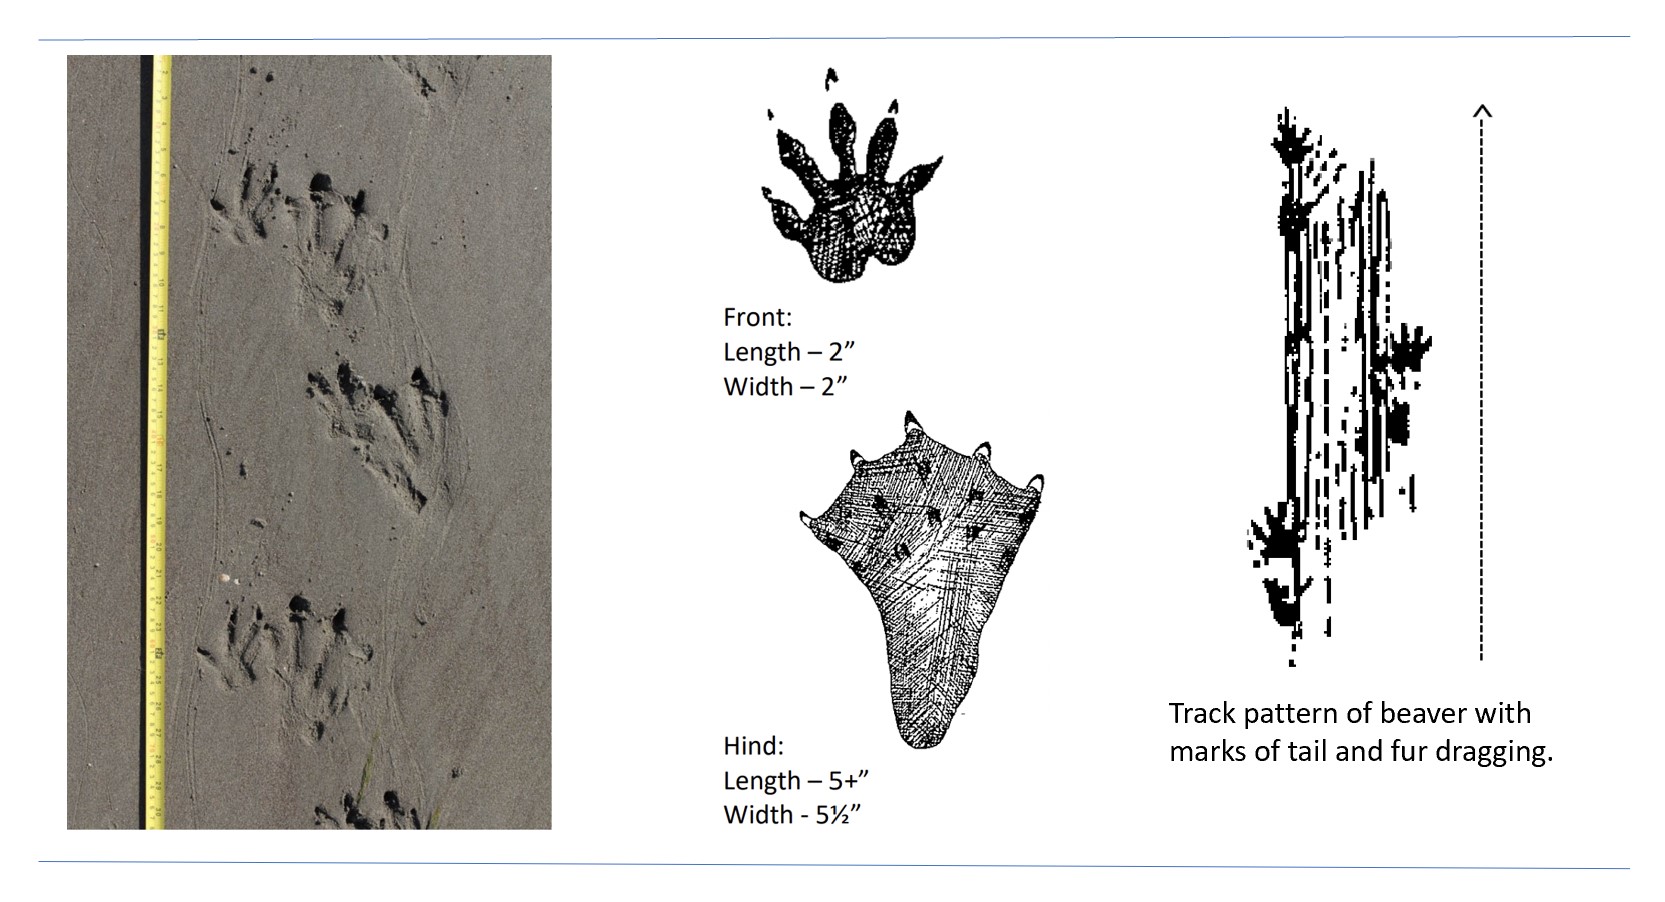 Front:
Length – 2”
Width – 2”
Hind:
Length – 5+”
Width - 5½”
Track pattern of beaver with
marks of tail and fur dragging.